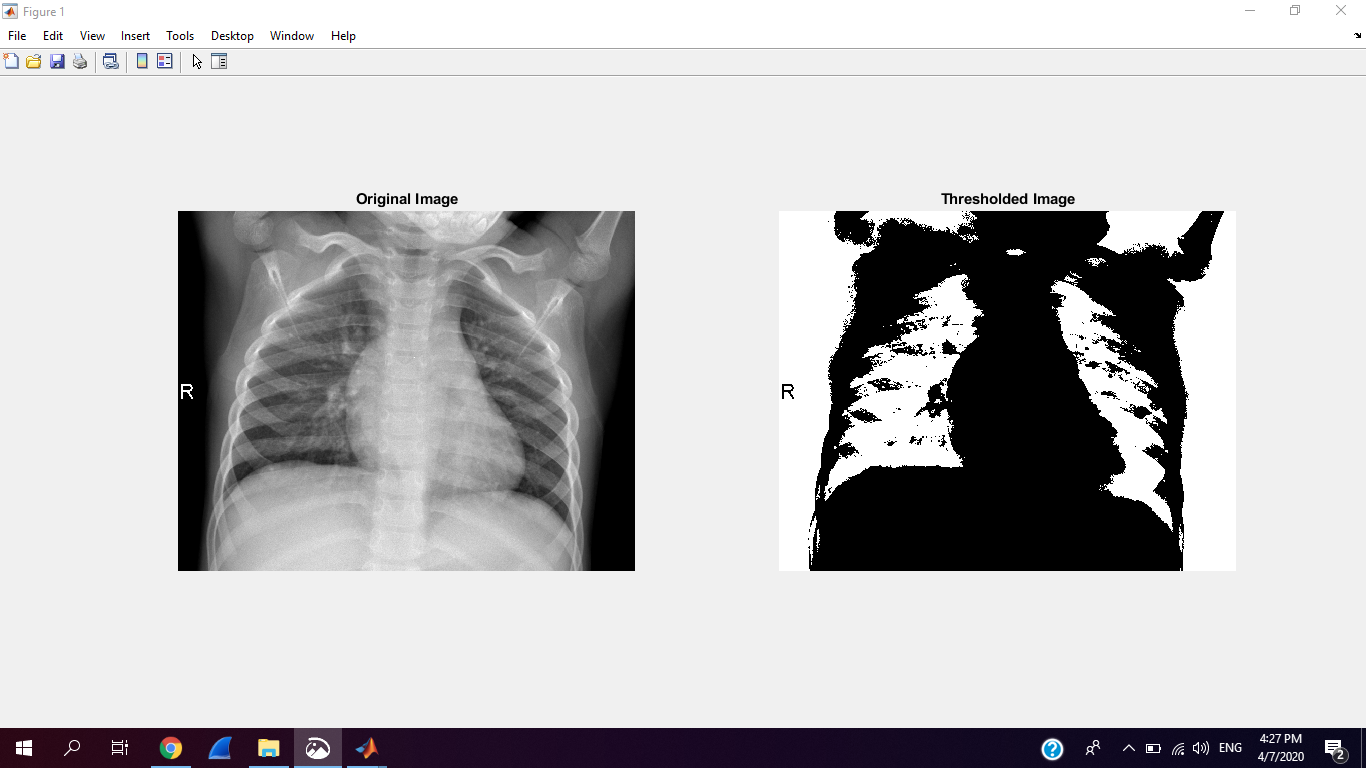 Figure 1
File Edit View Insert Tools Desktop Window Help
Original Image
Thresholded Image
R
R
4:27 PM
ENG
4/7/2020
2